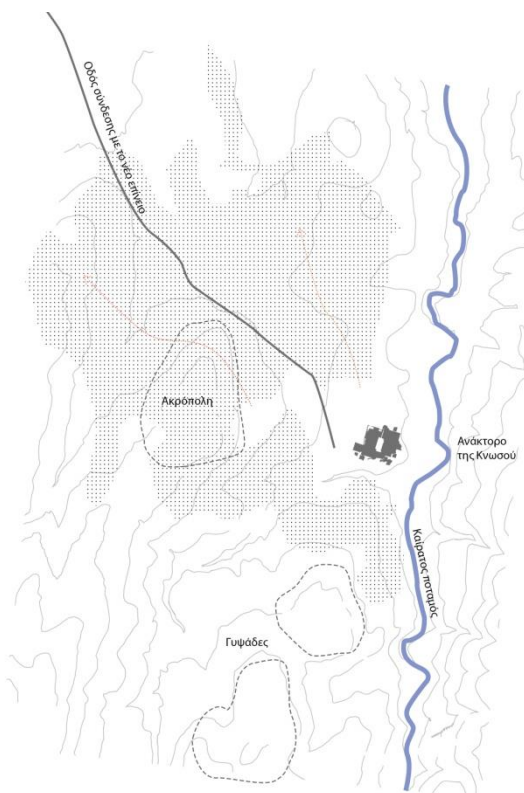 Οδός σύνδεσης με το νέο επίνειο
Ακρόπολη
Ανάκτορο
της Κνωσού
Καίρατος ποταμός
Γυψάδες